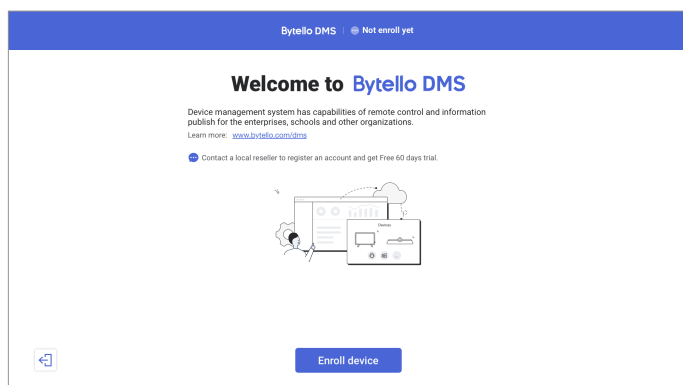 Bytello DMS | Not enroll yet
Welcome to Bytello DMS
Device management system has capabilities of remote control and information
publish for the enterprises, schools and other organizations.
Learn more: www.bytello.com/dms
Contact a local reseller to register an account and get Free 60 days trial.
Devices
Enroll device